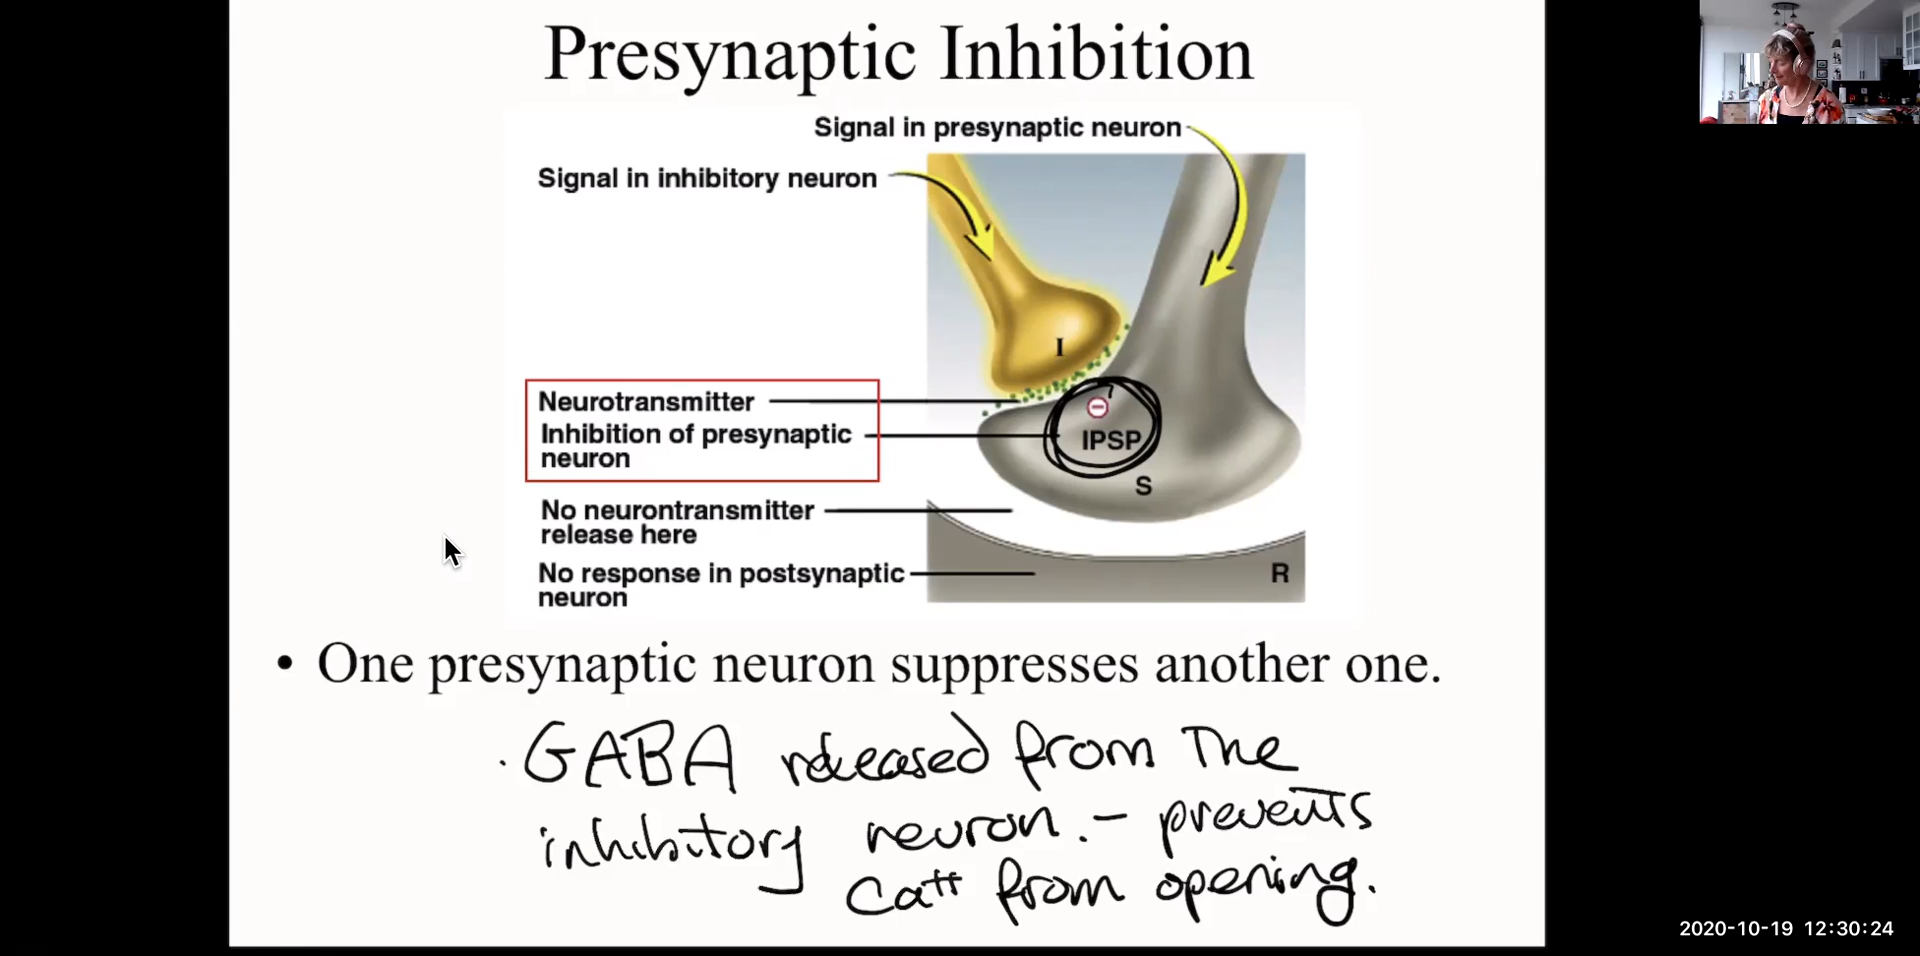 Presynaptic Inhibition
Signal in presynaptic neuron
Signal in inhibitory neuron
I
Neurotransmitter
Inhibition of presynaptic
neuron
IPSP
S
No neurontransmitter
release here
No response in postsynaptic
neuron
R
• One presynaptic neuron suppresses another one.
· GABA released from The
inhibitory neuron. - prevents
Ca++ from opening.
2020-10-19 12:30:24